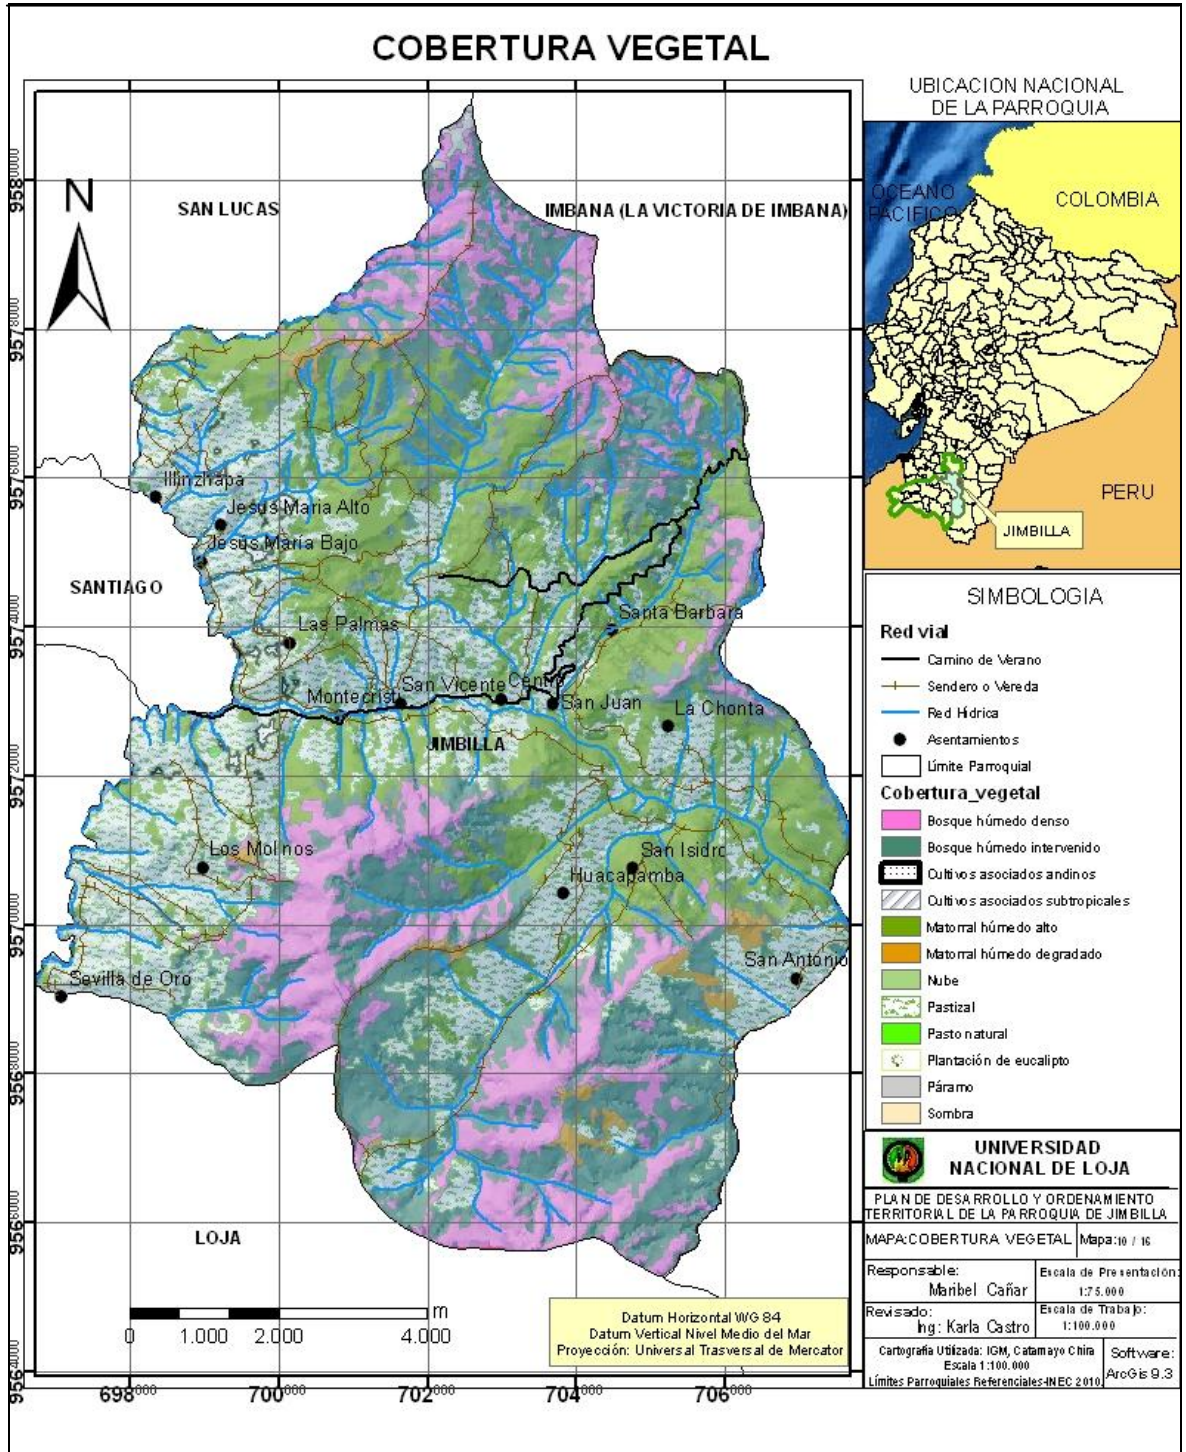 COBERTURA VEGETAL
UBICACION NACIONAL
DE LA PARROQUIA
OCEANO
PACIFICO
COLOMBIA
PERU
JIMBILLA
N
SAN LUCAS
IMBANA (LA VICTORIA DE IMBANA)
Illinzhapa
Jesus Maria Alto
Jesus María Bajo
SANTIAGO
Las Palmas
Santa Barbara
Montecristi
San Vicente
Centro
San Juan
La Chonta
JIMBILLA
Los Molinos
San Isidro
Huacapamba
San Antonio
Sevilla de Oro
LOJA
9580000
9578000
9576000
9574000
9572000
9570000
9568000
9566000
9564000
698000
700000
702000
704000
706000
m
0
1.000
2.000
4.000
Datum Horizontal WG 84
Datum Vertical Nivel Medio del Mar
Proyección: Universal Trasversal de Mercator
SIMBOLOGIA
Red vial
Camino de Verano
Sendero o Vereda
Red Hídrica
Asentamientos
Límite Parroquial
Cobertura_vegetal
Bosque húmedo denso
Bosque húmedo intervenido
Cultivos asociados andinos
Cultivos asociados subtropicales
Matorral húmedo alto
Matorral húmedo degradado
Nube
Pastizal
Pasto natural
Plantación de eucalipto
Páramo
Sombra
UNIVERSIDAD
NACIONAL DE LOJA
PLAN DE DESARROLLO Y ORDENAMIENTO
TERRITORIAL DE LA PARROQUIA DE JIMBILLA
MAPA:COBERTURA VEGETAL
Mapa:10 / 16
Responsable:
Maribel Cañar
Escala de Presentación:
1:75.000
Revisado:
Ing: Karla Castro
Escala de Trabajo:
1:100.000
Cartografía Utilizada: IGM, Catamayo Chira
Escala 1:100.000
Límites Parroquiales Referenciales-INEC 2010
Software:
ArcGis 9.3